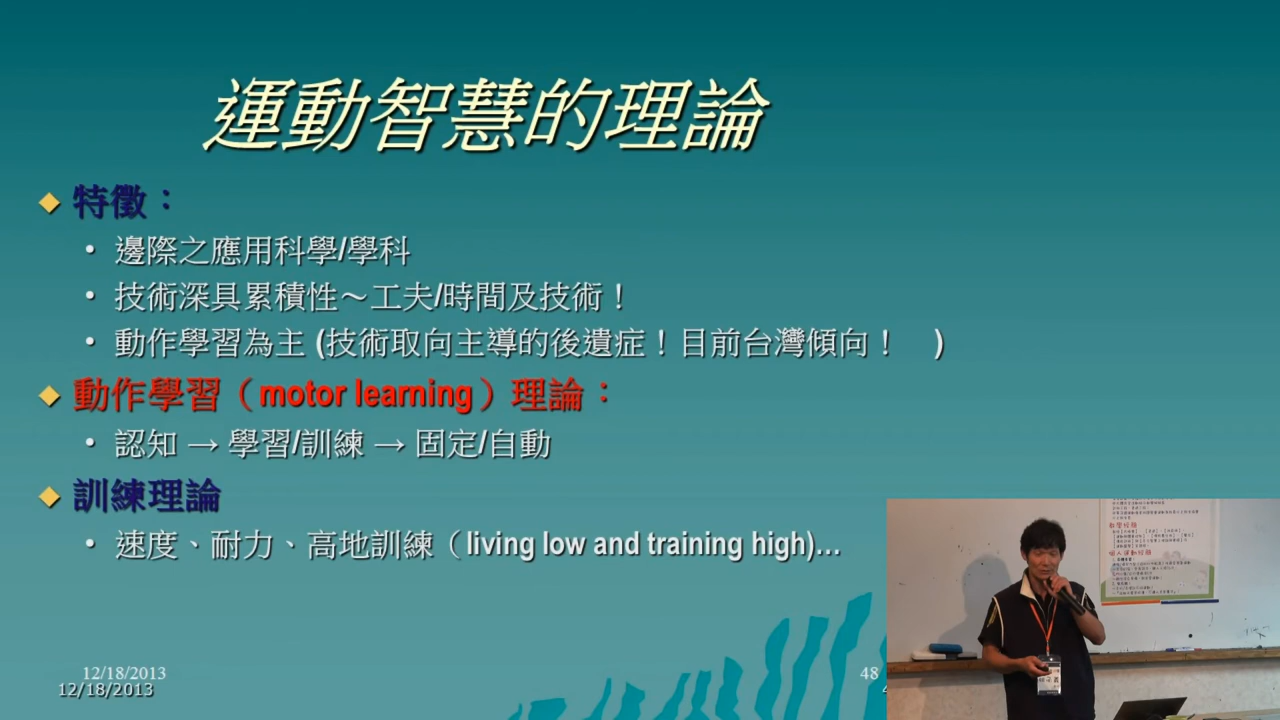 運動智慧的理論
特徵：
邊際之應用科學/學科
技術深具累積性～工夫/時間及技術！
動作學習為主 (技術取向主導的後遺症！目前台灣傾向！ )
動作學習（motor learning）理論：
認知 → 學習/訓練 → 固定/自動
訓練理論
速度、耐力、高地訓練（living low and training high)...
12/18/2013
48
12/18/2013